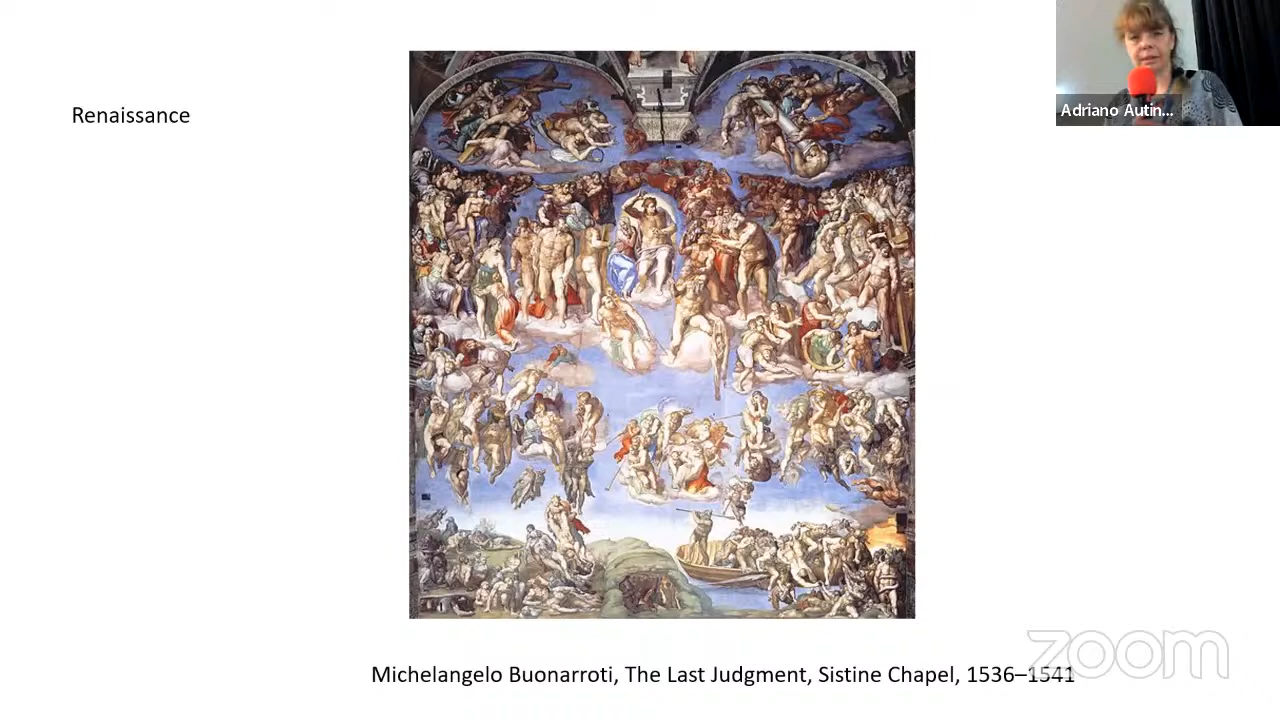 Renaissance
Adriano Autin...
Michelangelo Buonarroti, The Last Judgment, Sistine Chapel, 1536–1541
zoom